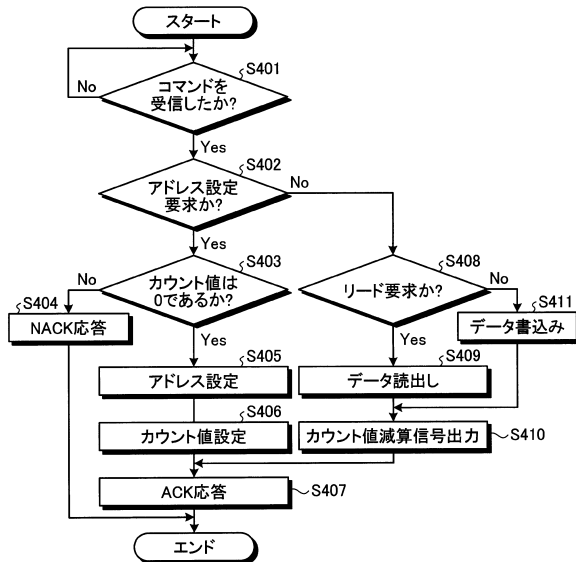 スタート
S401
コマンドを
受信したか?
No
Yes
S402
アドレス設定
要求か?
No
Yes
S403
カウント値は
0であるか?
No
Yes
S404
NACK応答
S408
リード要求か?
No
Yes
S411
データ書込み
S405
アドレス設定
S409
データ読出し
S406
カウント値設定
カウント値減算信号出力
S410
ACK応答
S407
エンド